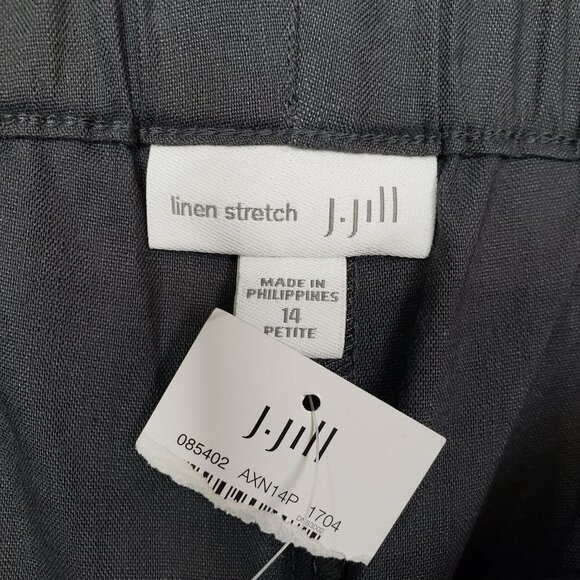 linen stretch J.Jill
MADE IN
PHILIPPINES
14
PETITE
J.Jill
085402 AXN14P 1704